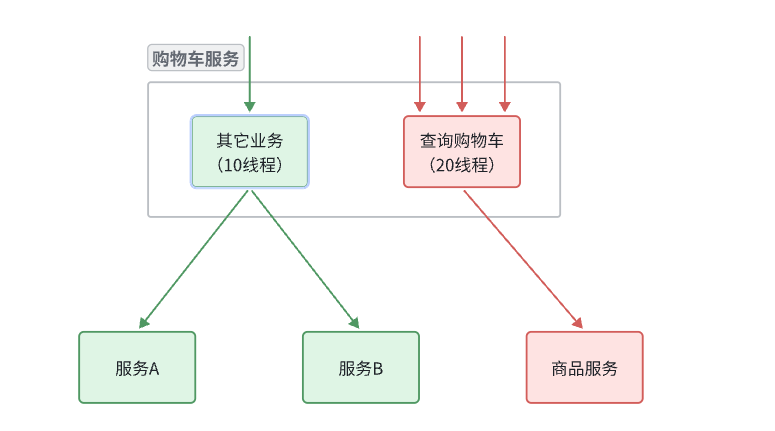 购物车服务
其它业务
（10线程）
查询购物车
（20线程）
服务A
服务B
商品服务